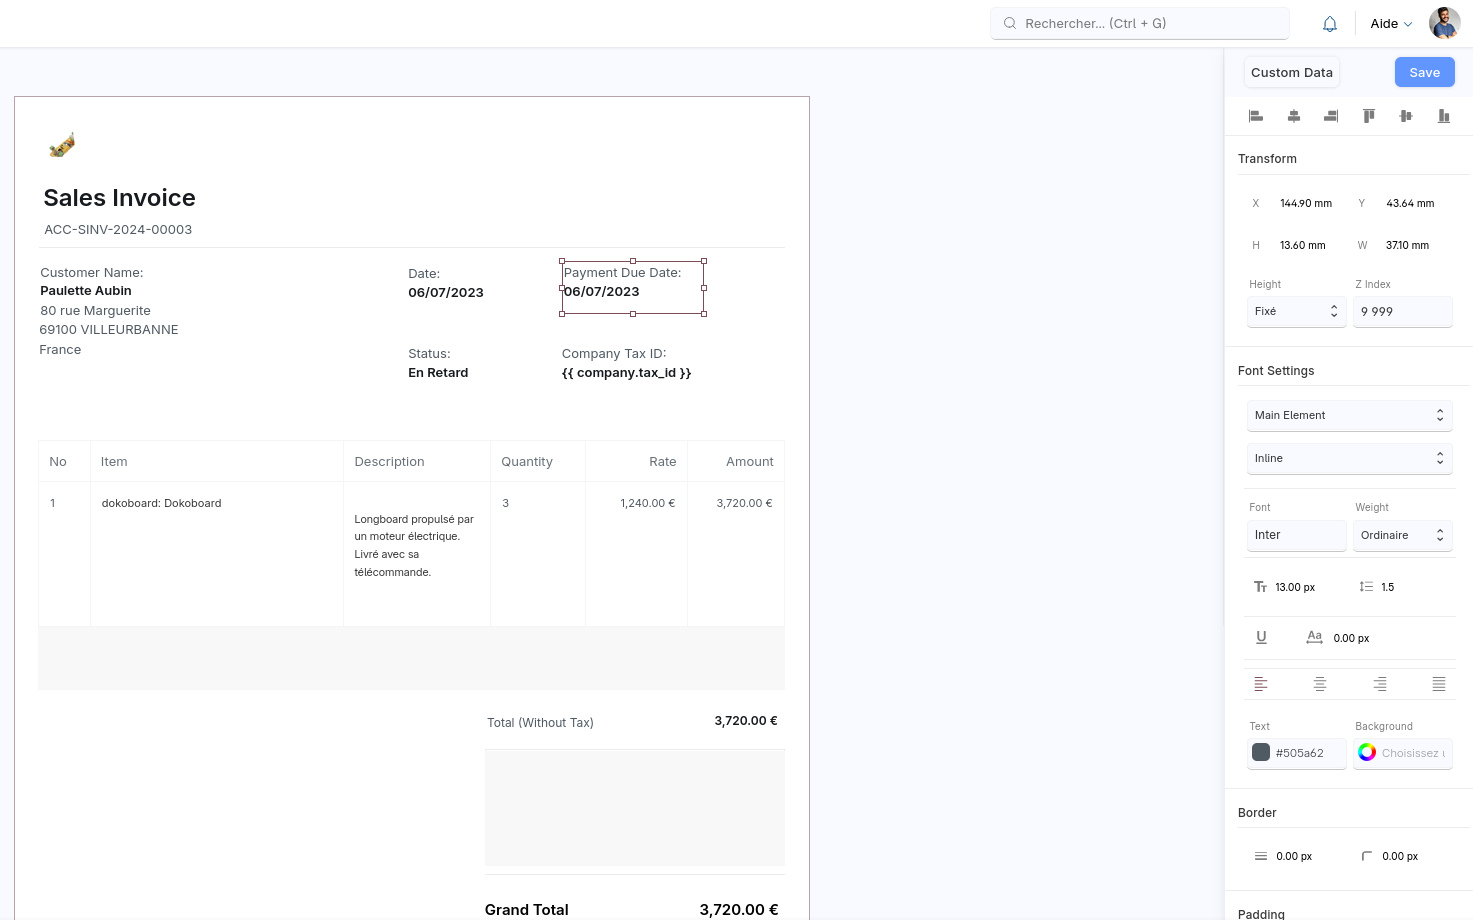 Rechercher... (Ctrl + G)
Aide
Custom Data
Save
Sales Invoice
ACC-SINV-2024-00003
Customer Name:
Paulette Aubin
80 rue Marguerite
69100 VILLEURBANNE
France
Date:
06/07/2023
Payment Due Date:
06/07/2023
Status:
En Retard
Company Tax ID:
{{ company.tax_id }}
No Item Description Quantity Rate Amount
1 dokoboard: Dokoboard 3 1,240.00 € 3,720.00 €
Longboard propulsé par
un moteur électrique.
Livré avec sa
télécommande.
Total (Without Tax) 3,720.00 €
Grand Total 3,720.00 €
Transform
X 144.90 mm Y 43.64 mm
H 13.60 mm W 37.10 mm
Height Z Index
Fixé 9 999
Font Settings
Main Element
Inline
Font Weight
Inter Ordinaire
13.00 px 1.5
U Aa 0.00 px
Text Background
#505a62 Choisissez
Border
0.00 px 0.00 px
Padding